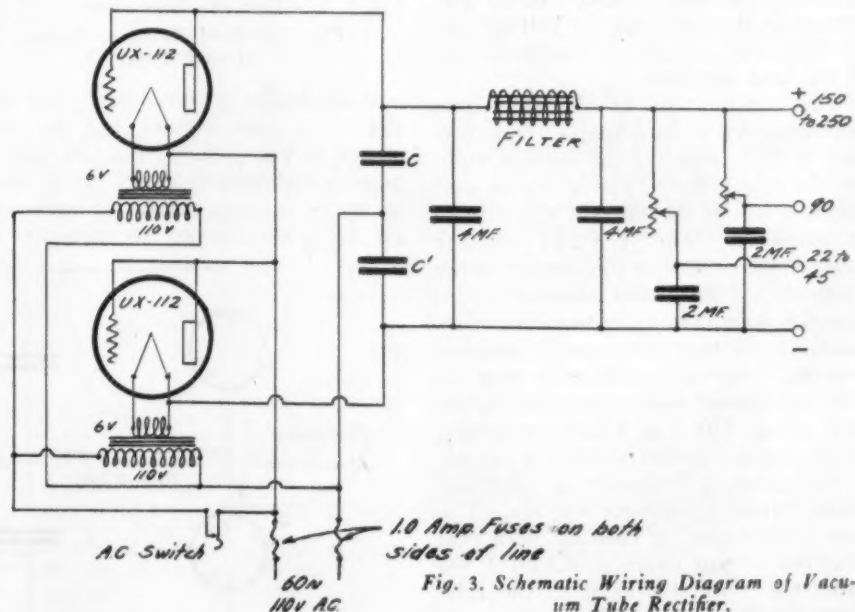 UX-112
6V
110V
UX-112
6V
110V
C
C'
4MF.
FILTER
4MF.
2MF.
2MF.
+ 150
to 250
90
22 to
45
−
AC Switch
1.0 Amp. Fuses on both
sides of line
60~
110V A.C.
Fig. 3. Schematic Wiring Diagram of Vacu-
um Tube Rectifier.